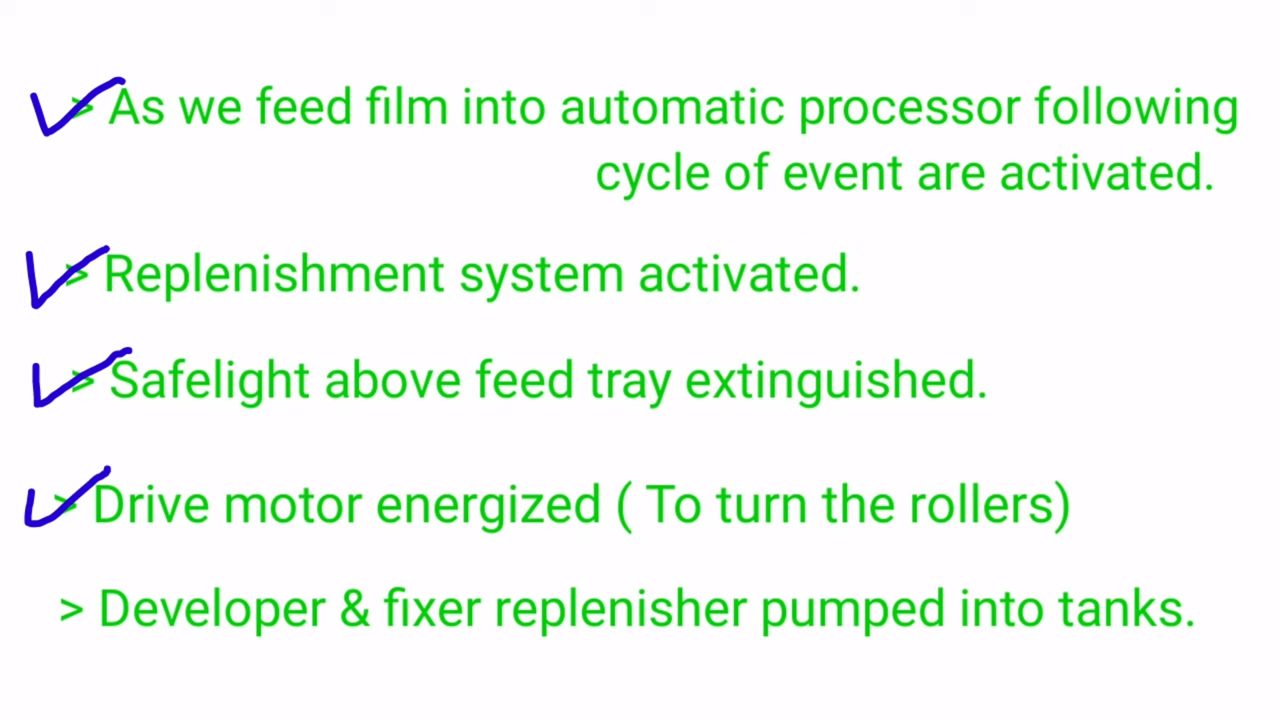 > As we feed film into automatic processor following
cycle of event are activated.
> Replenishment system activated.
> Safelight above feed tray extinguished.
> Drive motor energized ( To turn the rollers)
> Developer & fixer replenisher pumped into tanks.